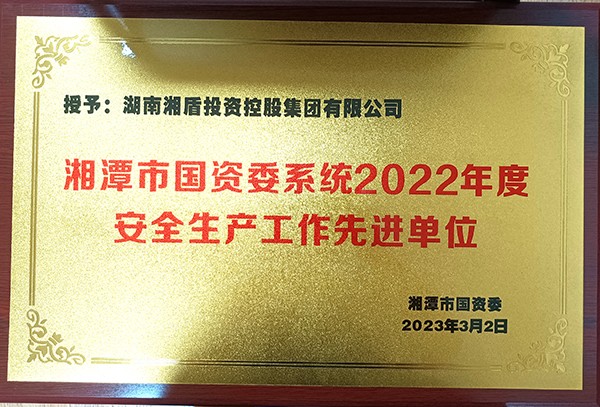 授予：湖南湘盾投资控股集团有限公司
湘潭市国资委系统2022年度
安全生产工作先进单位
湘潭市国资委
2023年3月2日